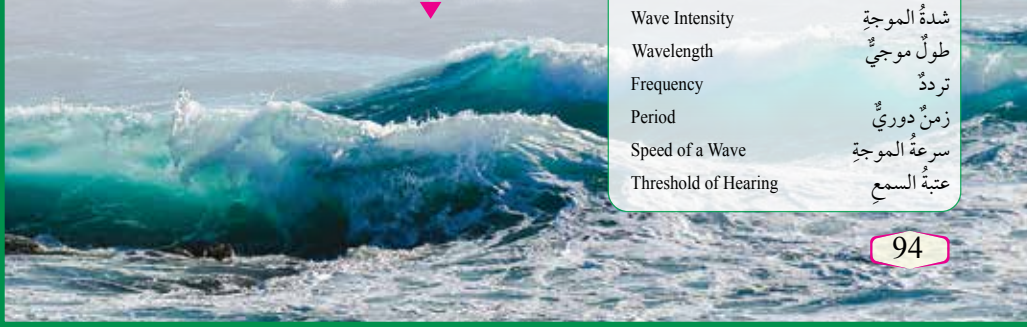 Wave Intensity شدةُ الموجةِ
Wavelength طولٌ موجيٌّ
Frequency ترددٌ
Period زمنٌ دوريٌّ
Speed of a Wave سرعةُ الموجةِ
Threshold of Hearing عتبةُ السمعِ
94